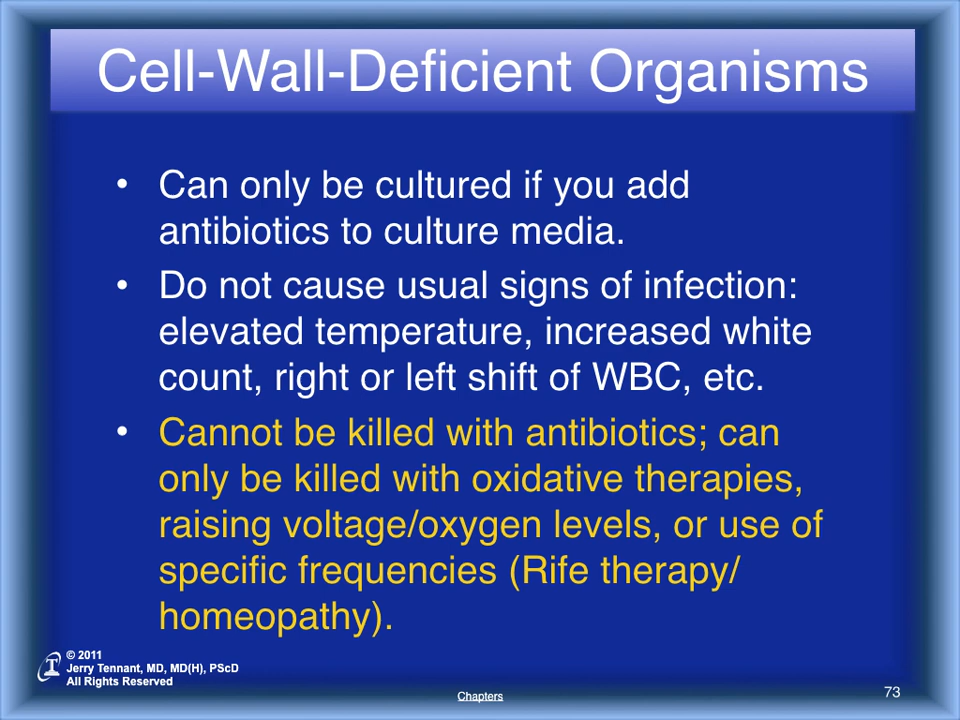 Cell-Wall-Deficient Organisms
• Can only be cultured if you add
antibiotics to culture media.
• Do not cause usual signs of infection:
elevated temperature, increased white
count, right or left shift of WBC, etc.
• Cannot be killed with antibiotics; can
only be killed with oxidative therapies,
raising voltage/oxygen levels, or use of
specific frequencies (Rife therapy/
homeopathy).
© 2011
Jerry Tennant, MD, MD(H), PScD
All Rights Reserved
Chapters
73